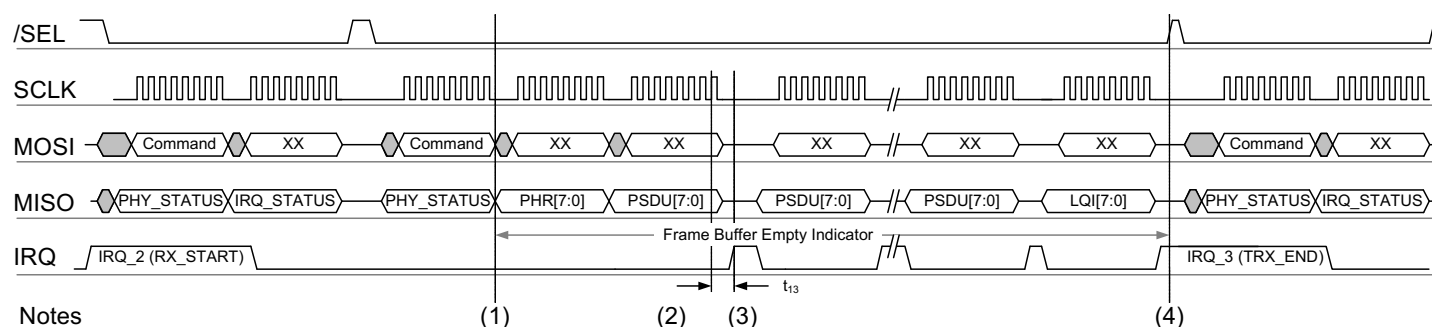 /SEL
SCLK
MOSI Command XX Command XX XX XX XX XX Command XX
MISO PHY_STATUS IRQ_STATUS PHY_STATUS PHR[7:0] PSDU[7:0] PSDU[7:0] PSDU[7:0] LQI[7:0] PHY_STATUS IRQ_STATUS
Frame Buffer Empty Indicator
IRQ IRQ_2 (RX_START) IRQ_3 (TRX_END)
t₁₃
Notes (1) (2) (3) (4)